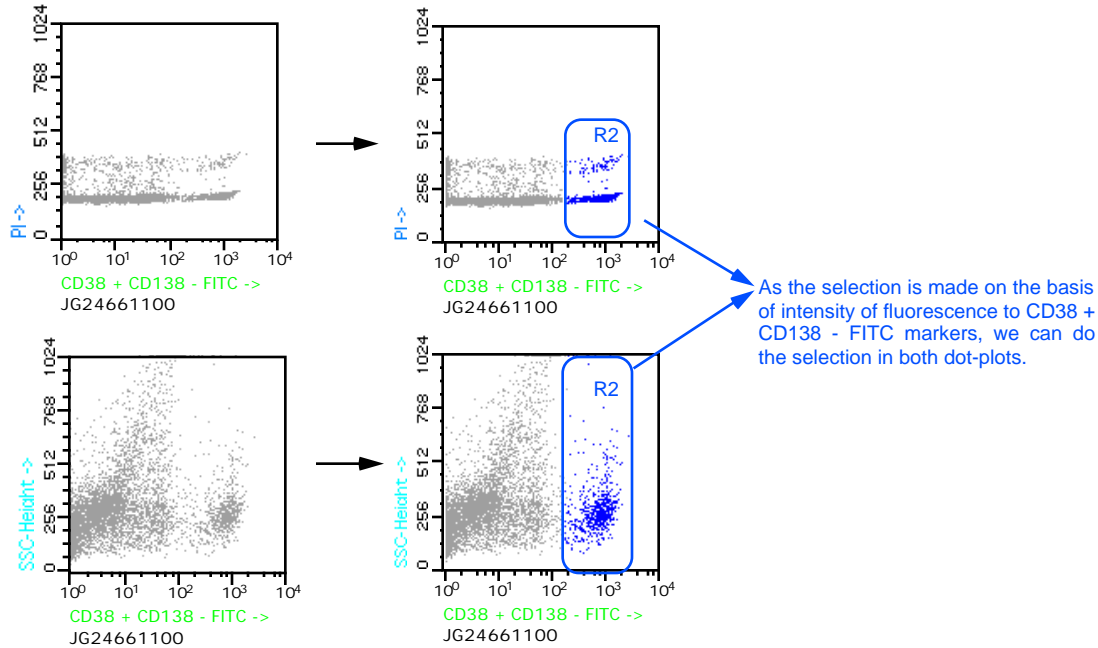 1024
768
512
256
0
PI ->
10⁰ 10¹ 10² 10³ 10⁴
CD38 + CD138 - FITC ->
JG24661100
1024
768
512
256
0
PI ->
R2
10⁰ 10¹ 10² 10³ 10⁴
CD38 + CD138 - FITC ->
JG24661100
As the selection is made on the basis
of intensity of fluorescence to CD38 +
CD138 - FITC markers, we can do
the selection in both dot-plots.
1024
768
512
256
0
SSC-Height ->
10⁰ 10¹ 10² 10³ 10⁴
CD38 + CD138 - FITC ->
JG24661100
1024
768
512
256
0
SSC-Height ->
R2
10⁰ 10¹ 10² 10³ 10⁴
CD38 + CD138 - FITC ->
JG24661100